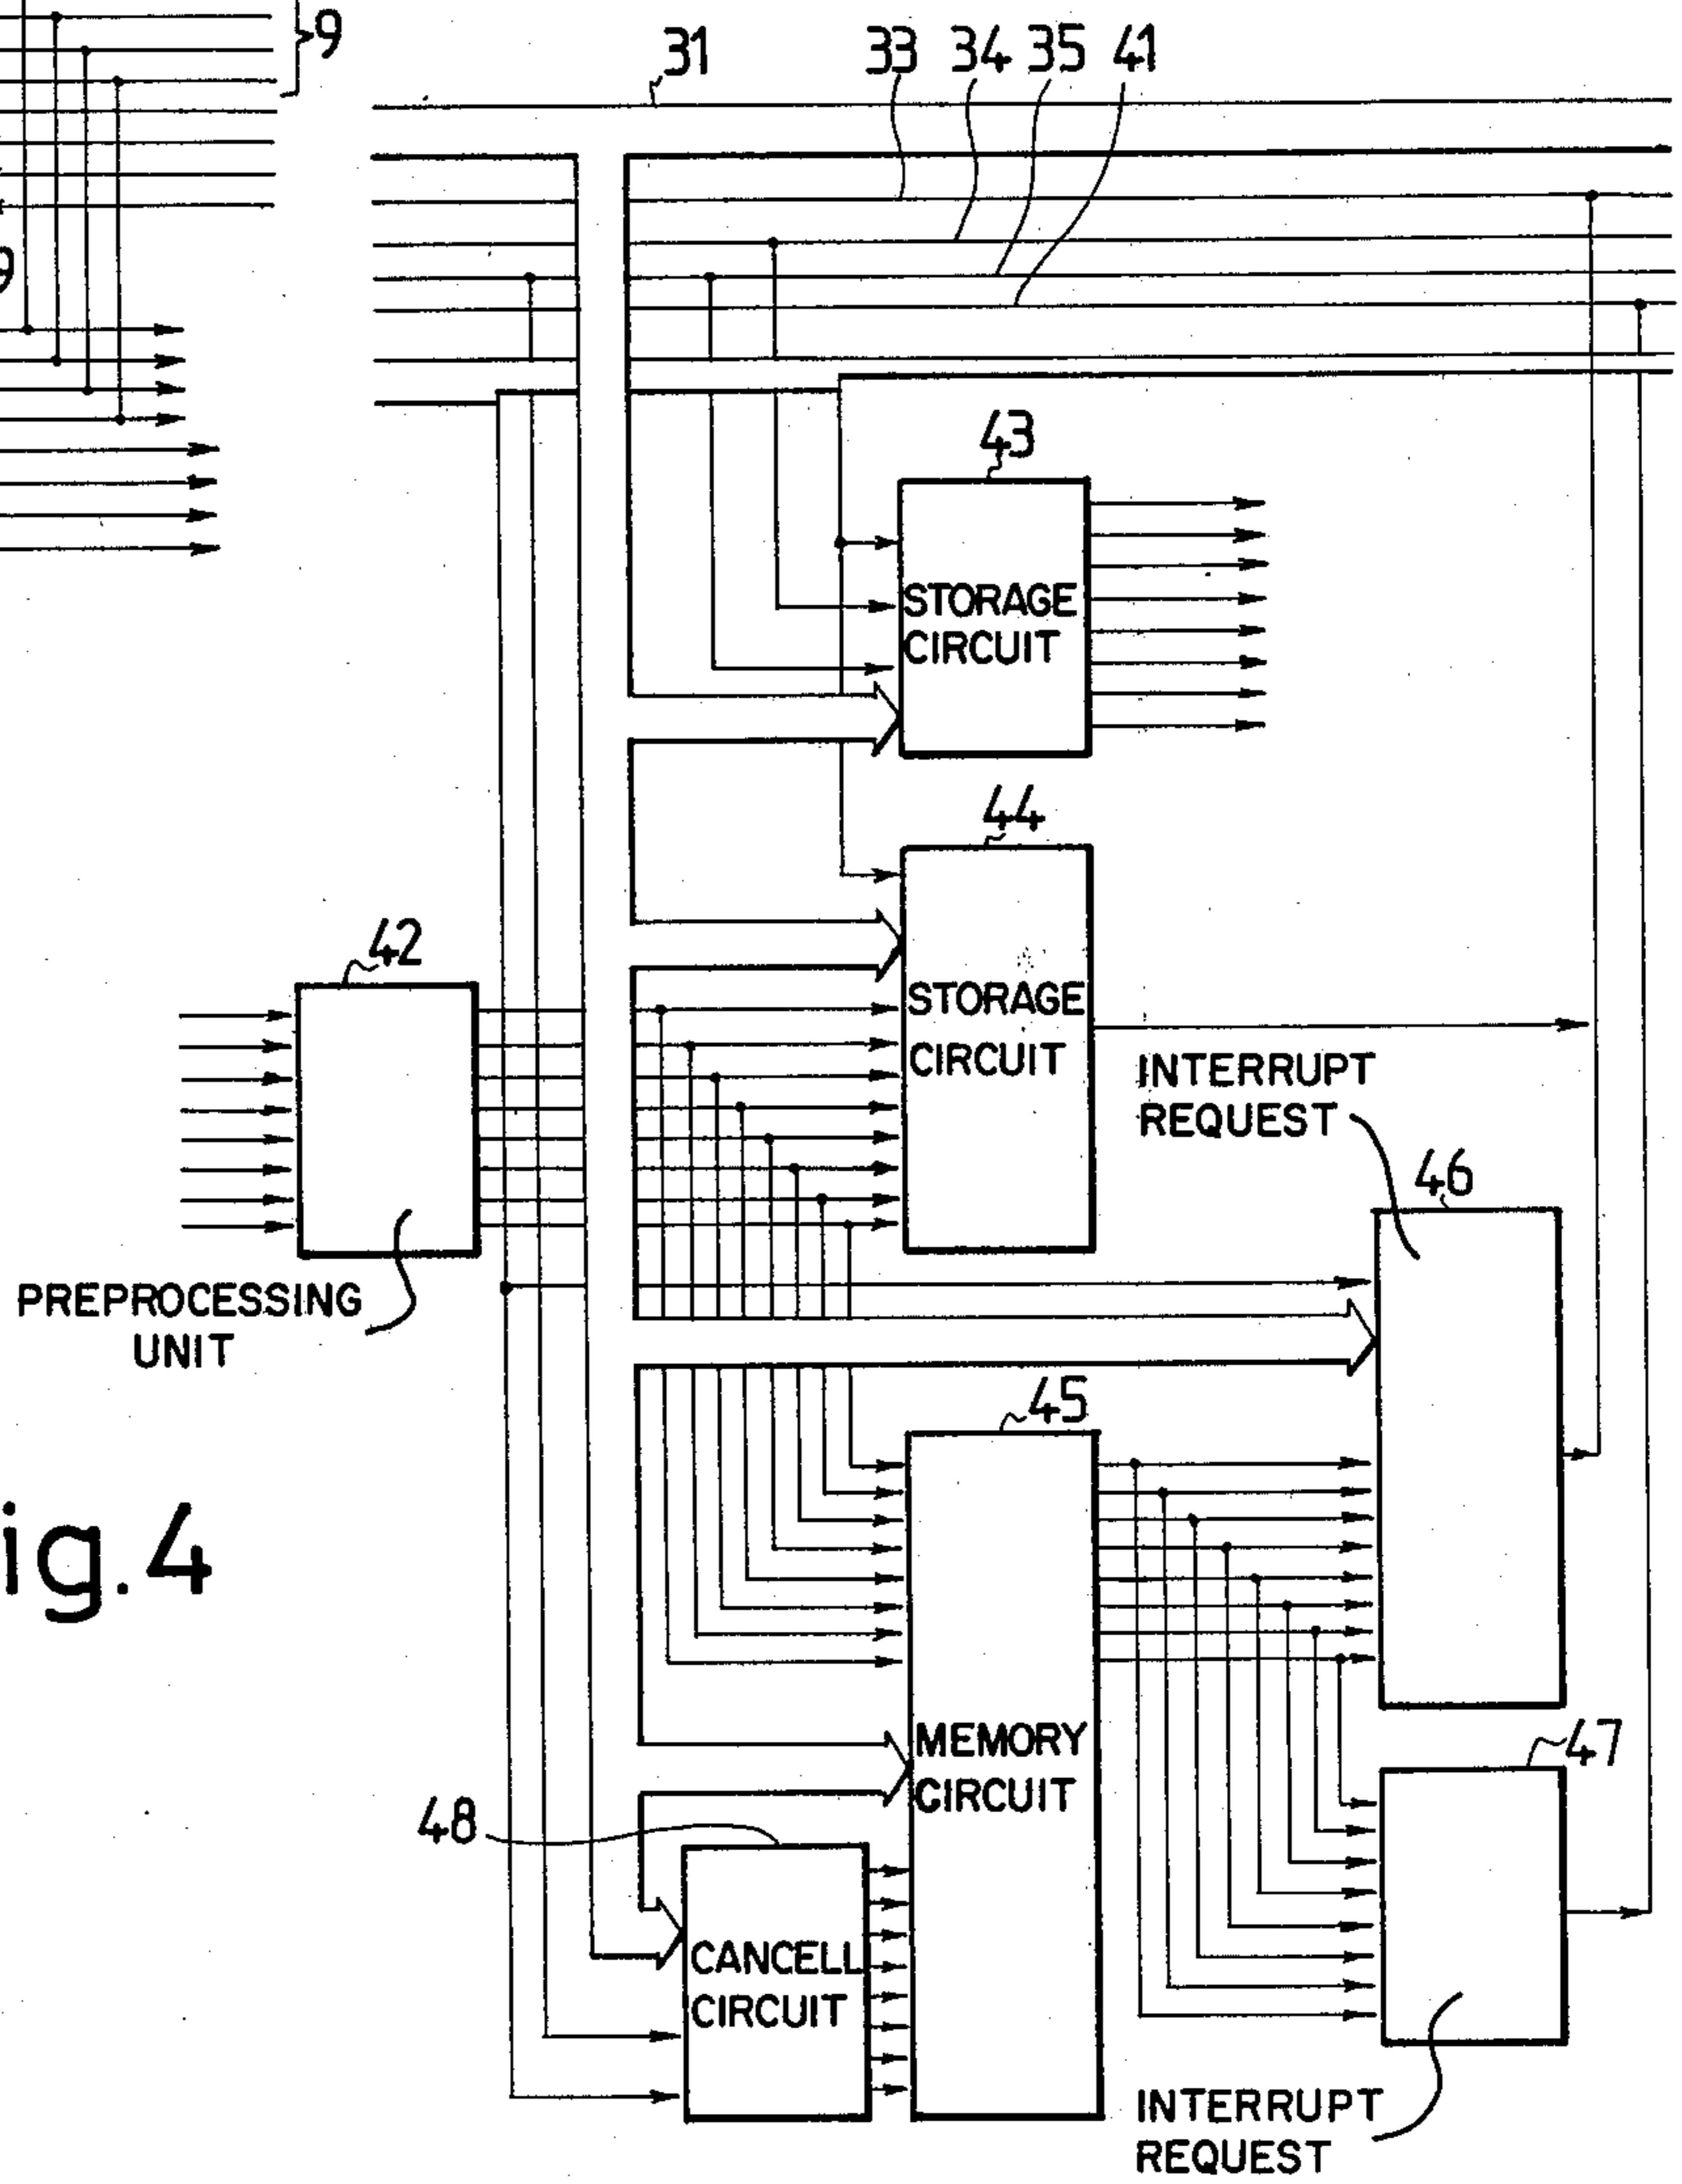 9
31
33 34 35 41
9
43
STORAGE
CIRCUIT
44
42
STORAGE
CIRCUIT
INTERRUPT
REQUEST
46
PREPROCESSING
UNIT
45
ig.4
MEMORY
CIRCUIT
47
48
CANCELL
CIRCUIT
INTERRUPT
REQUEST